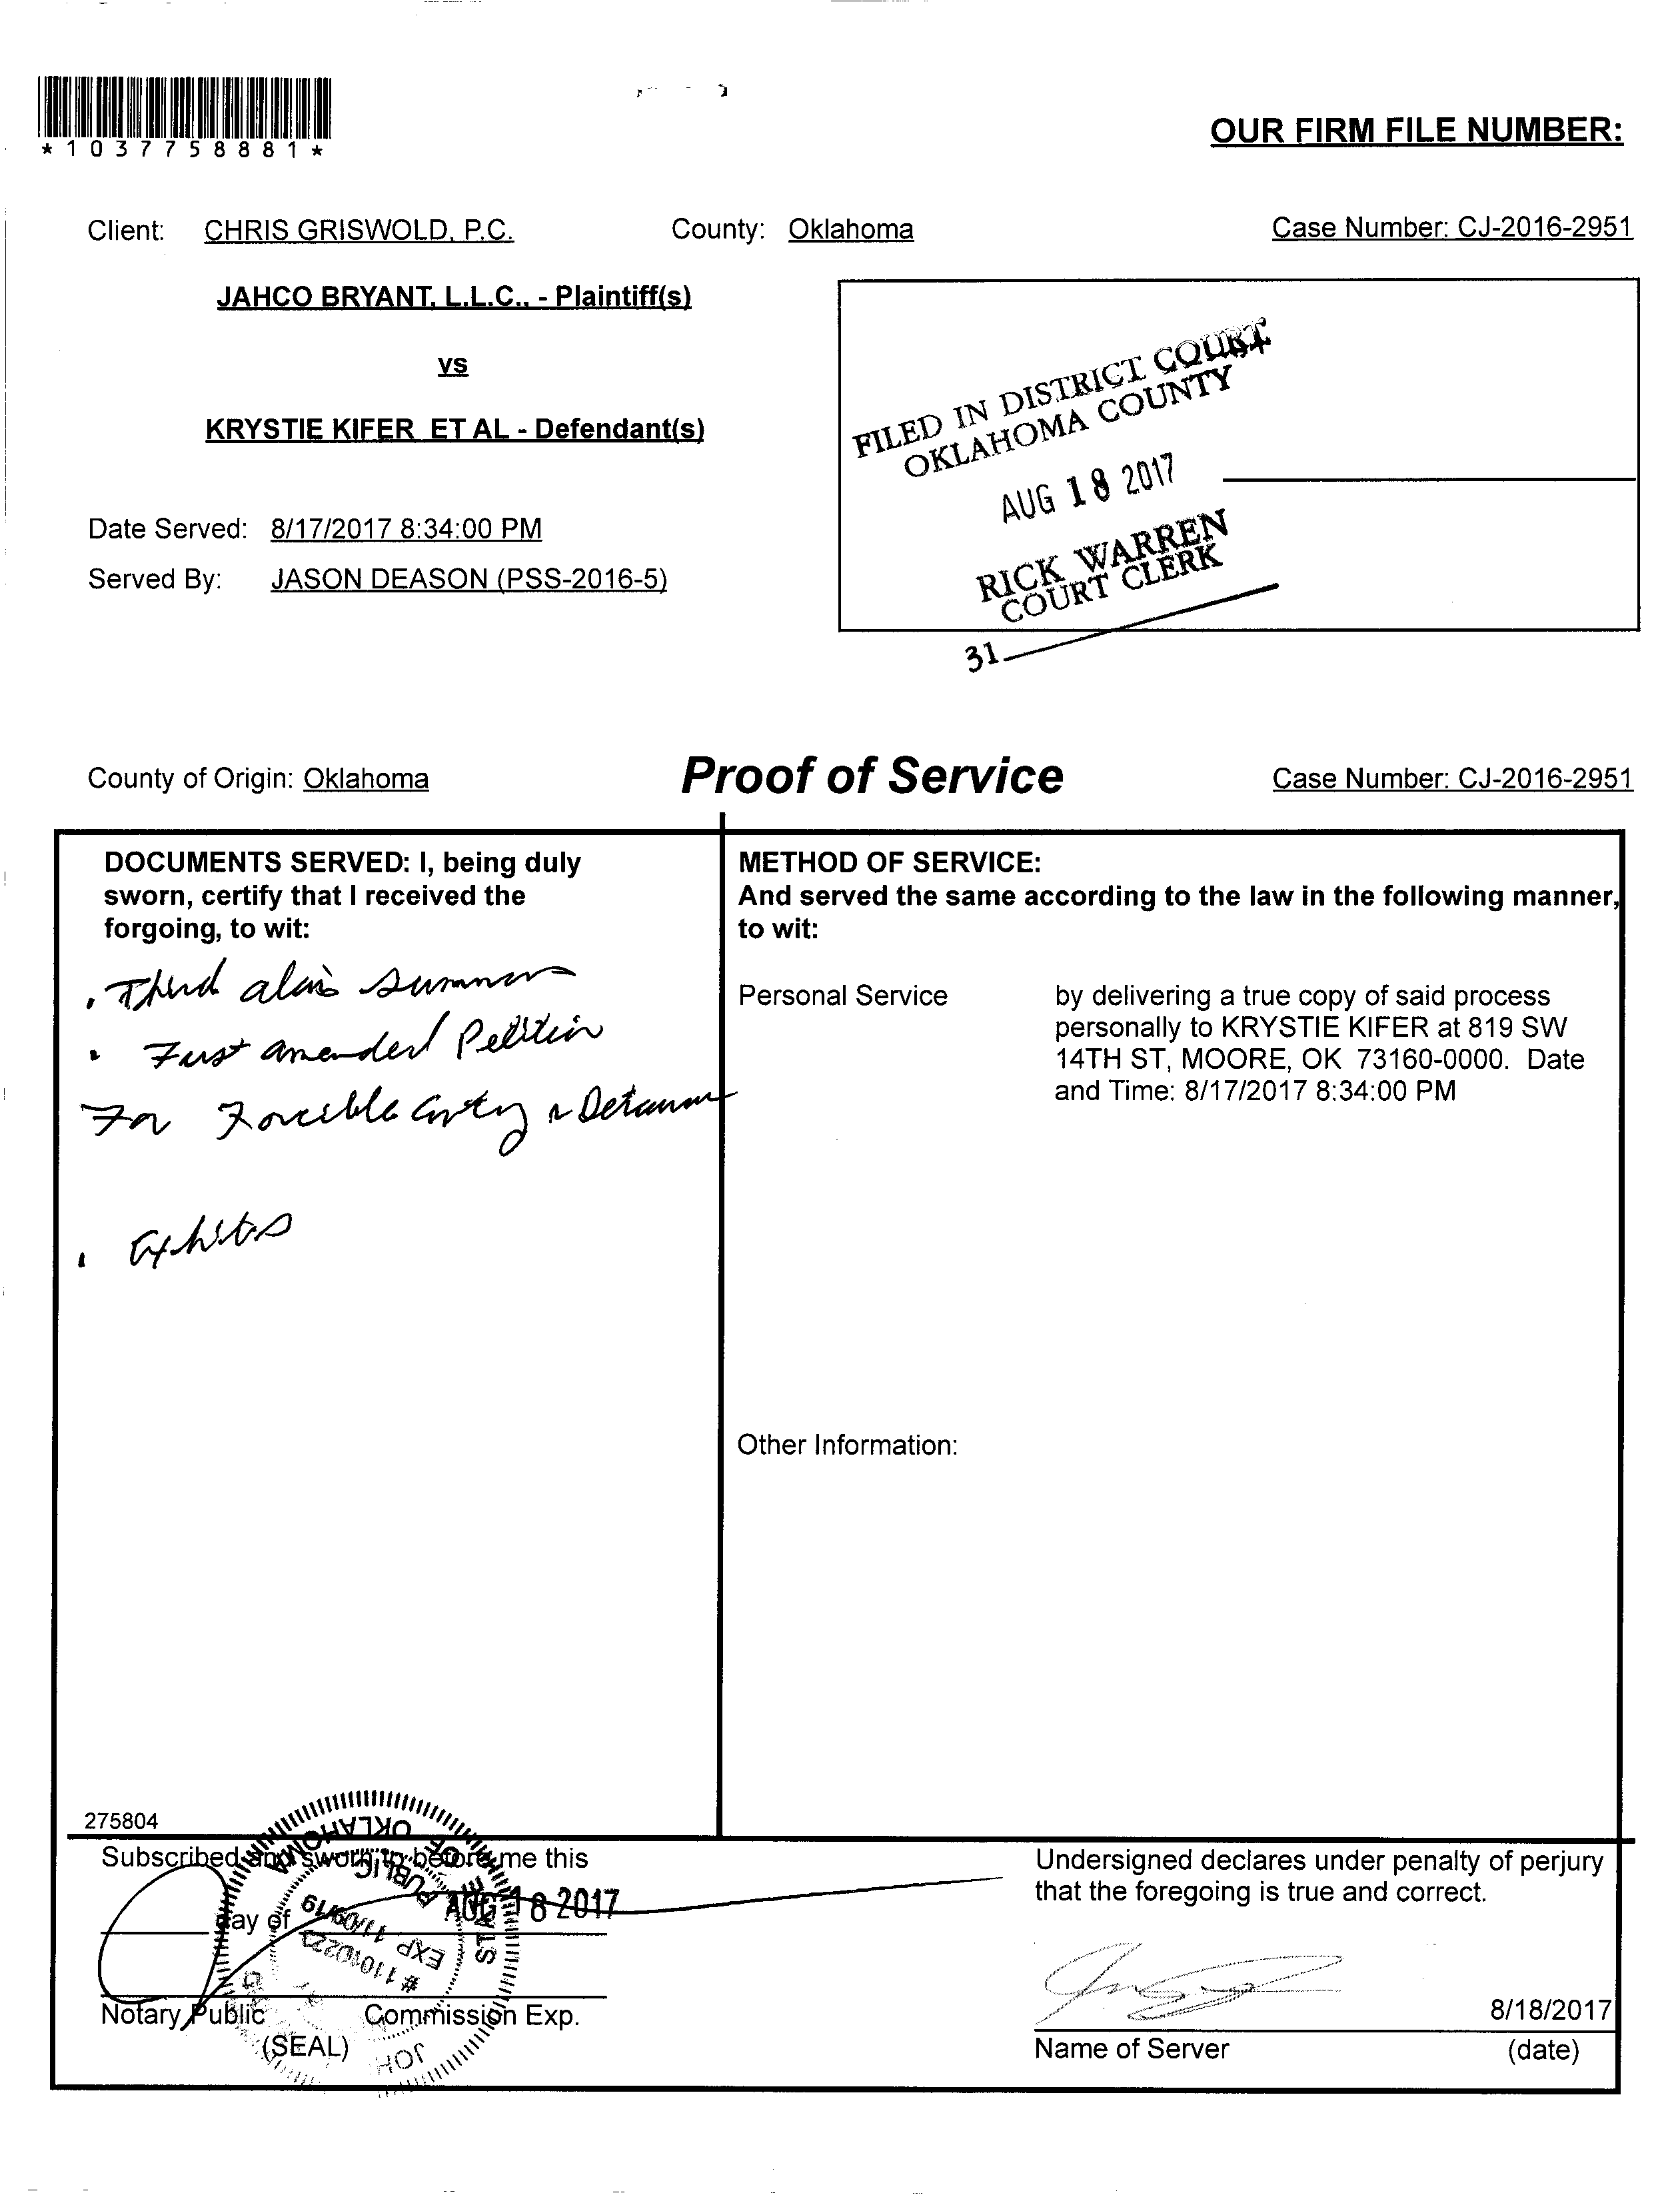 *1037758881*
OUR FIRM FILE NUMBER:
Client: CHRIS GRISWOLD, P.C. County: Oklahoma Case Number: CJ-2016-2951
JAHCO BRYANT, L.L.C., - Plaintiff(s)
vs
KRYSTIE KIFER ET AL - Defendant(s)
FILED IN DISTRICT COURT
OKLAHOMA COUNTY
AUG 18 2017
RICK WARREN
COURT CLERK
31
Date Served: 8/17/2017 8:34:00 PM
Served By: JASON DEASON (PSS-2016-5)
County of Origin: Oklahoma Proof of Service Case Number: CJ-2016-2951
DOCUMENTS SERVED: I, being duly
sworn, certify that I received the
forgoing, to wit:
. Third alias summons
. First amended Petition
For Forcible Entry & Detainer
. Exhibits
METHOD OF SERVICE:
And served the same according to the law in the following manner,
to wit:
Personal Service by delivering a true copy of said process
personally to KRYSTIE KIFER at 819 SW
14TH ST, MOORE, OK 73160-0000. Date
and Time: 8/17/2017 8:34:00 PM
Other Information:
275804
Subscribed and sworn to before me this
day of AUG 18 2017
Notary Public Commission Exp.
(SEAL)
PUBLIC
STATE OF OKLAHOMA
EXP. 11/09/19
Undersigned declares under penalty of perjury
that the foregoing is true and correct.
8/18/2017
Name of Server (date)